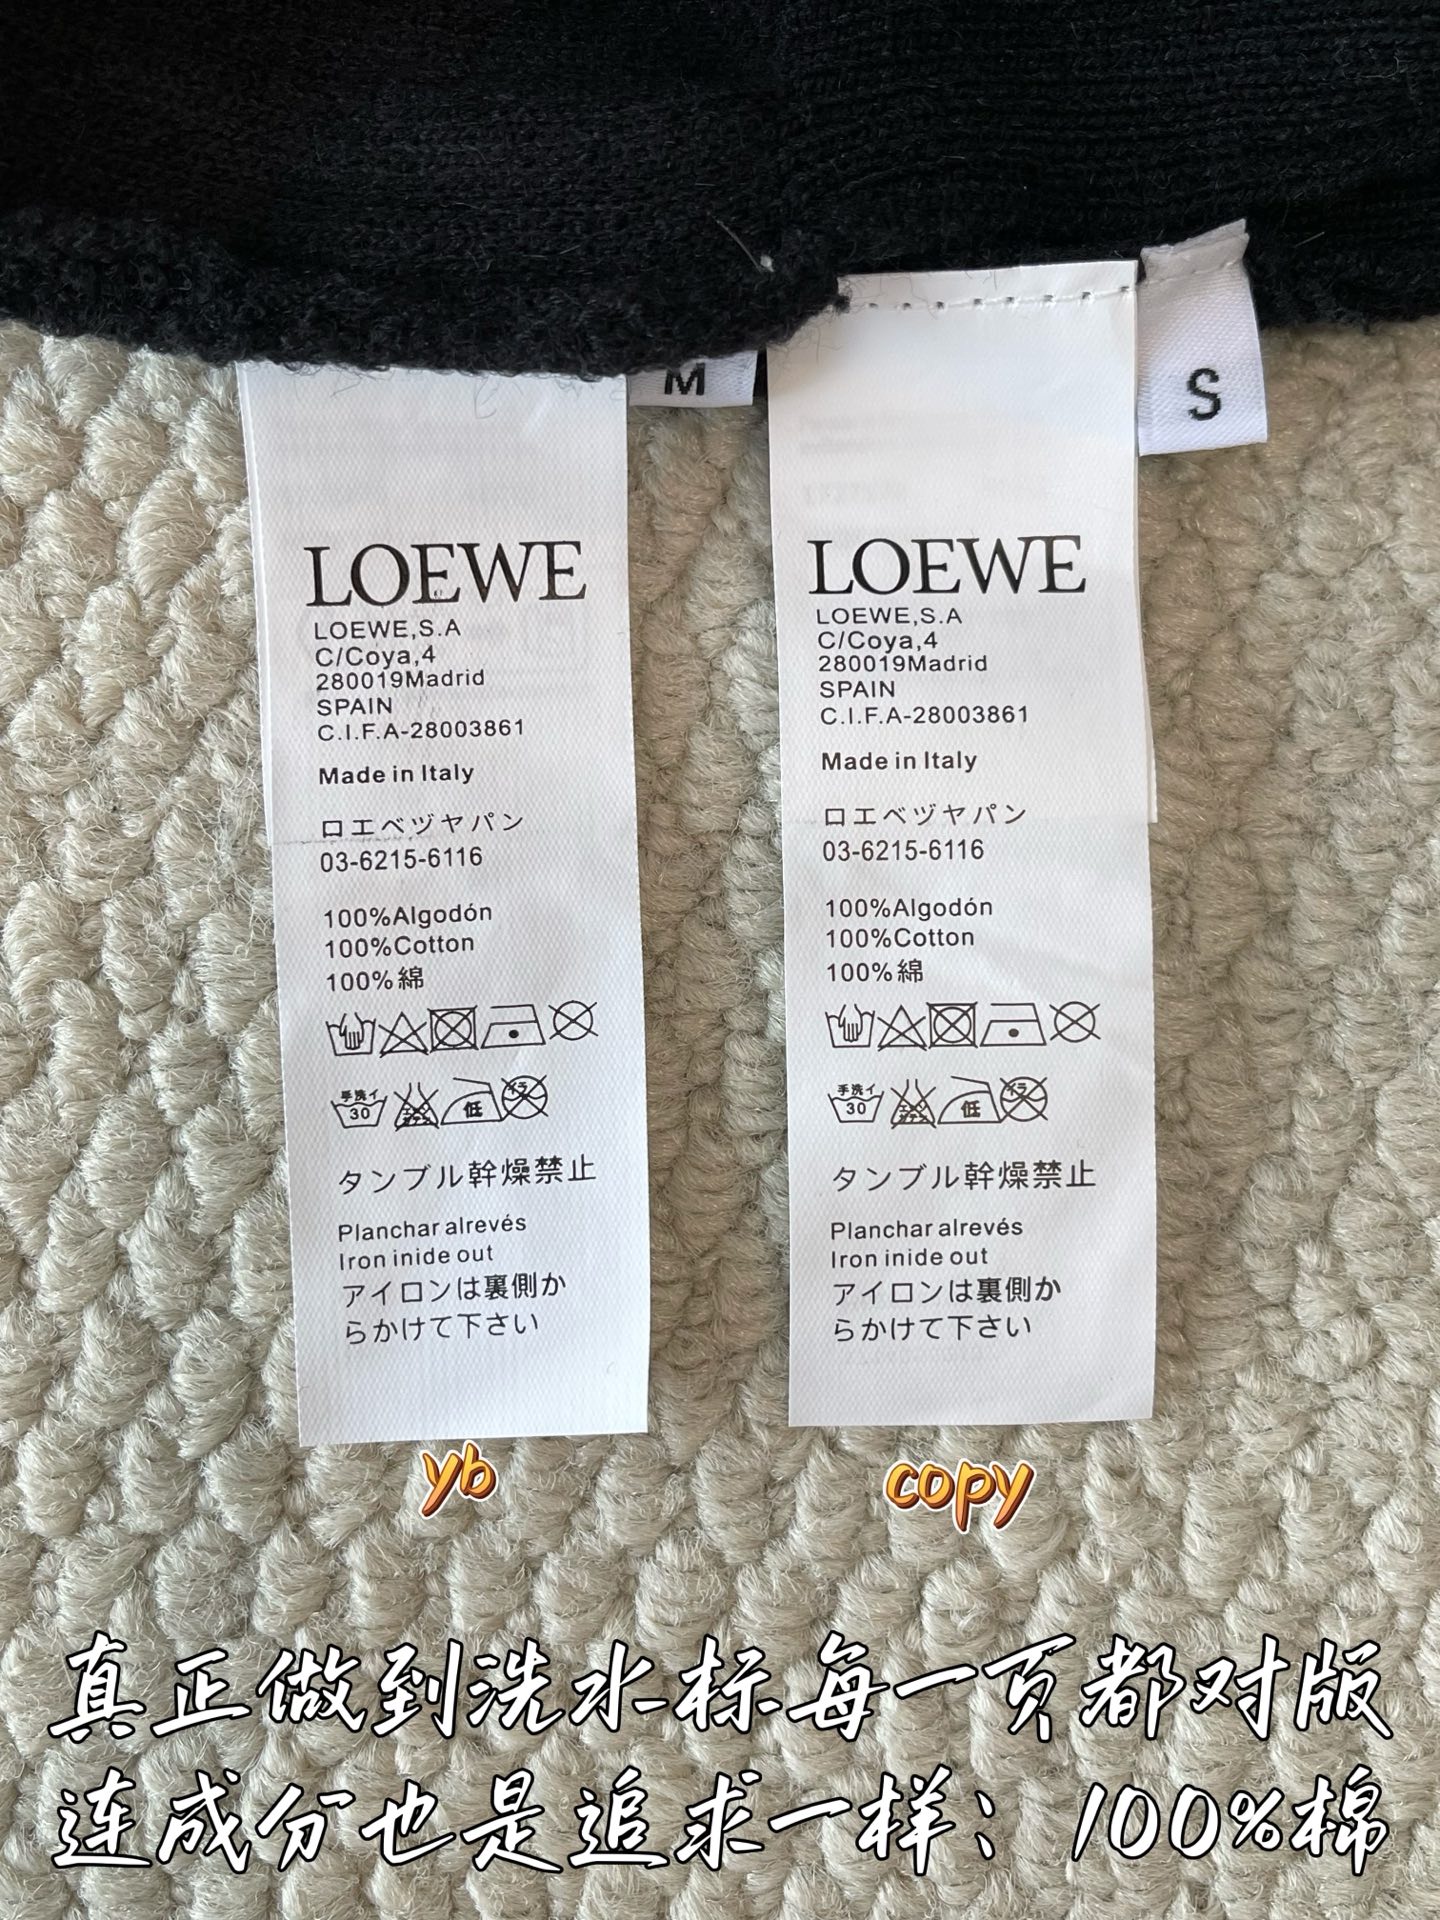 M
LOEWE
LOEWE,S.A
C/Coya,4
280019Madrid
SPAIN
C.I.F.A-28003861
Made in Italy
ロエベヅヤパン
03-6215-6116
100%Algodón
100%Cotton
100%綿
手洗イ
30
低
タンブル幹燥禁止
Planchar alrevés
Iron inide out
アイロンは裏側か
らかけて下さい
yb
S
LOEWE
LOEWE,S.A
C/Coya,4
280019Madrid
SPAIN
C.I.F.A-28003861
Made in Italy
ロエベヅヤパン
03-6215-6116
100%Algodón
100%Cotton
100%綿
手洗イ
30
低
タンブル幹燥禁止
Planchar alrevés
Iron inide out
アイロンは裏側か
らかけて下さい
copy
真正做到洗水标每一页都对版
连成分也是追求一样：100%棉